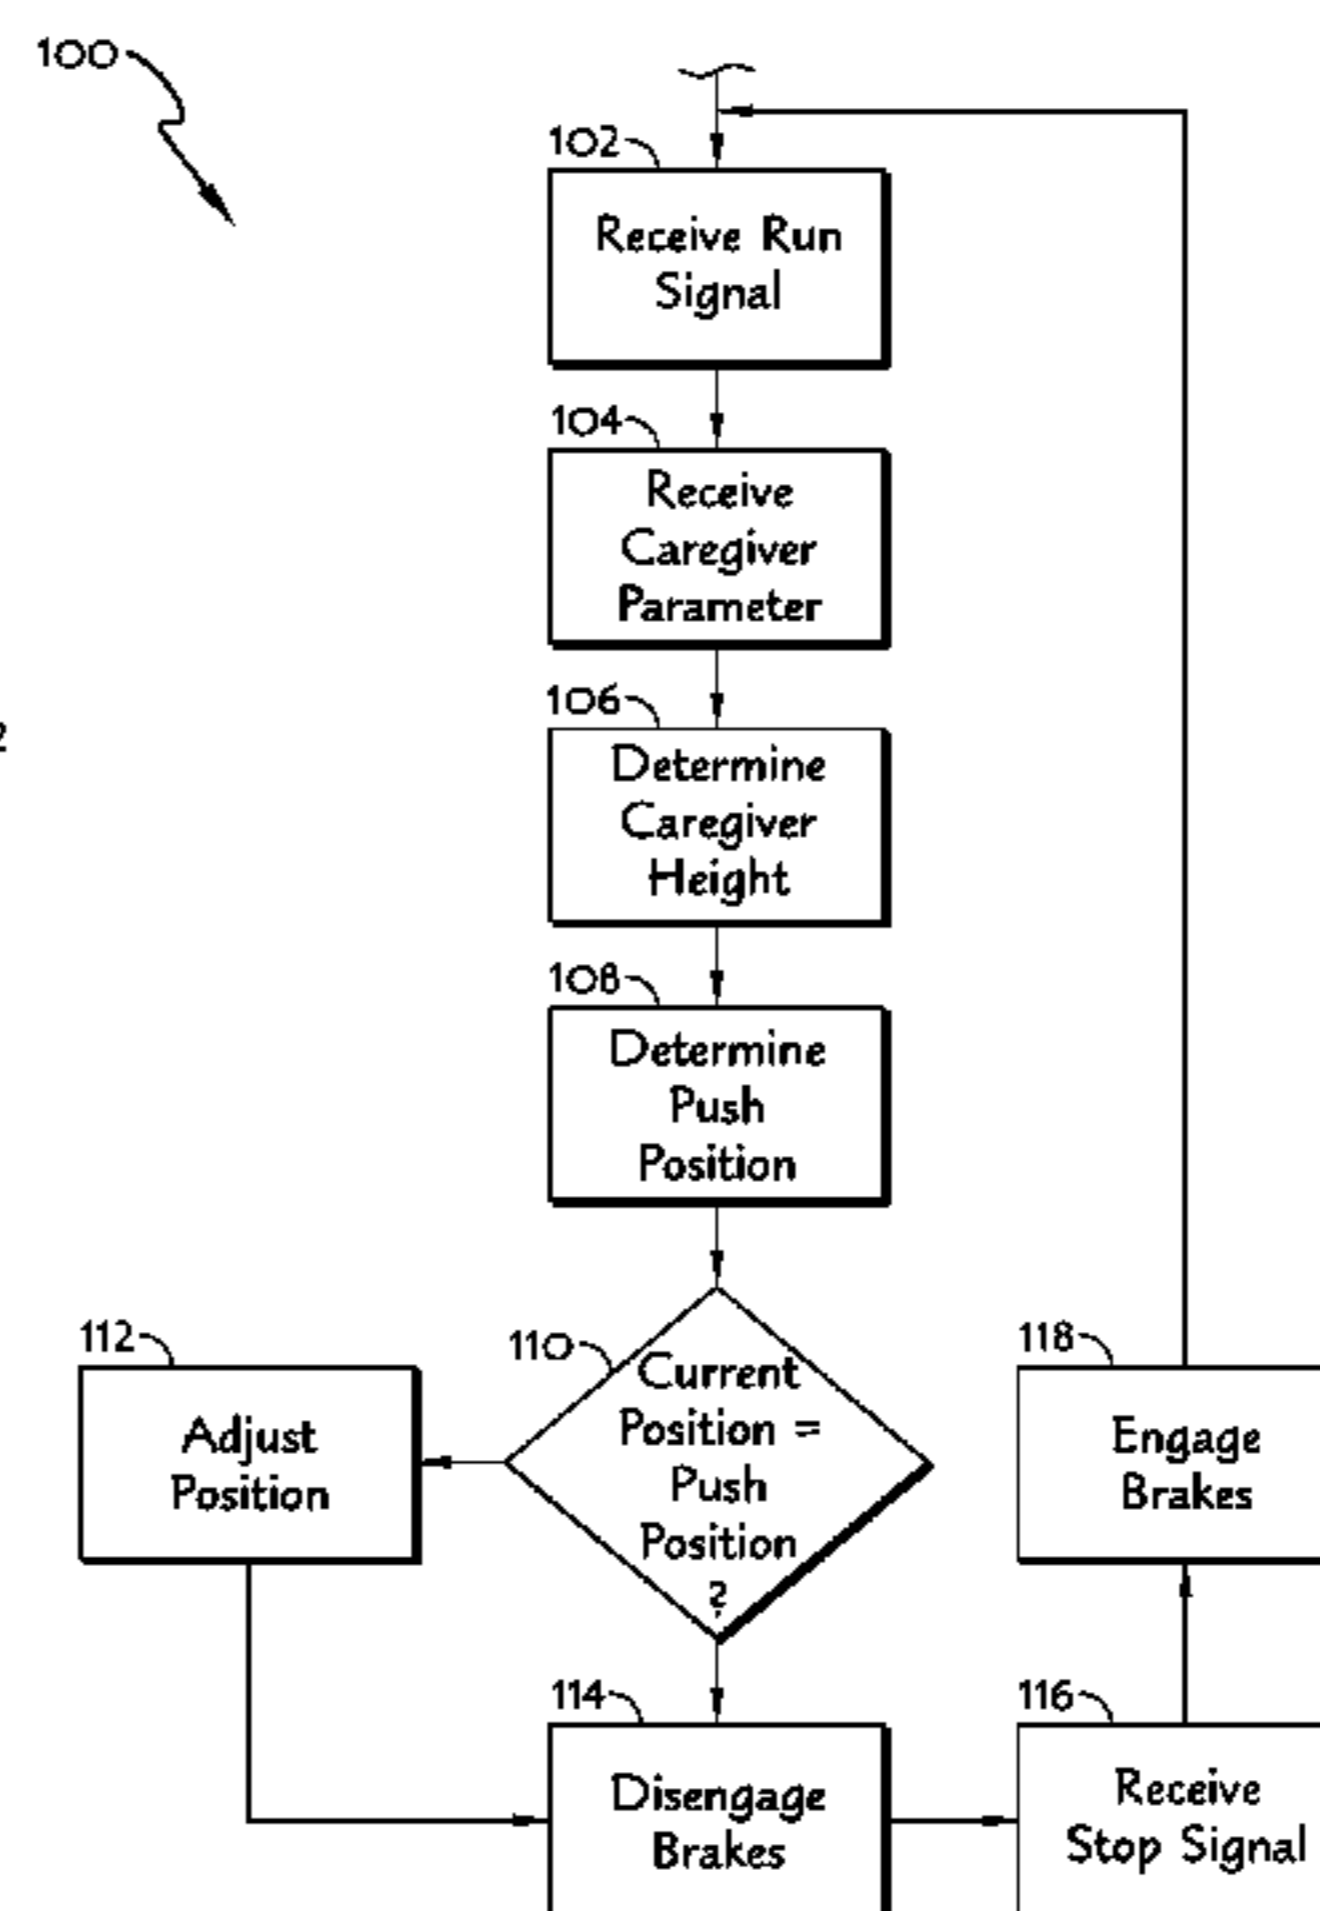 100
102
Receive Run
Signal
104
Receive
Caregiver
Parameter
106
Determine
Caregiver
Height
108
Determine
Push
Position
110
Current
Position =
Push
Position
?
112
Adjust
Position
118
Engage
Brakes
114
Disengage
Brakes
116
Receive
Stop Signal